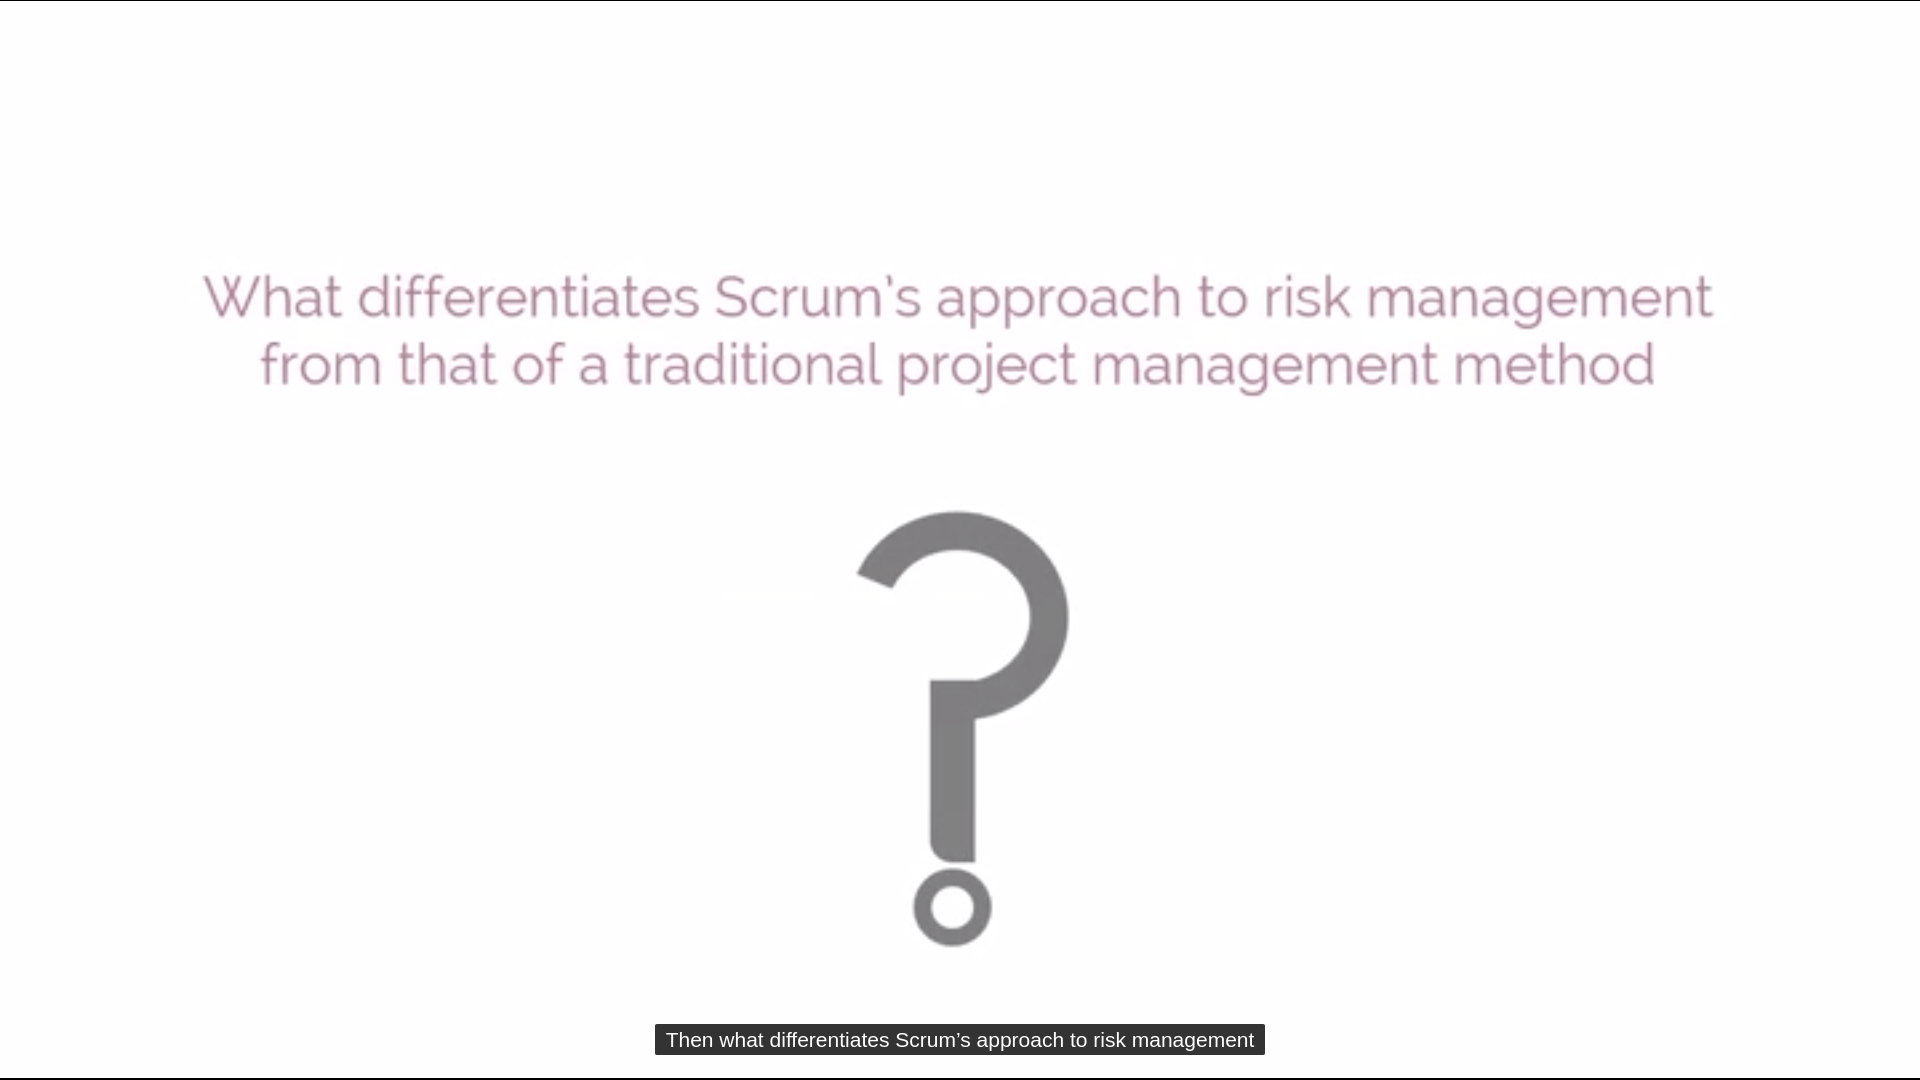 What differentiates Scrum's approach to risk management
from that of a traditional project management method
?
Then what differentiates Scrum's approach to risk management